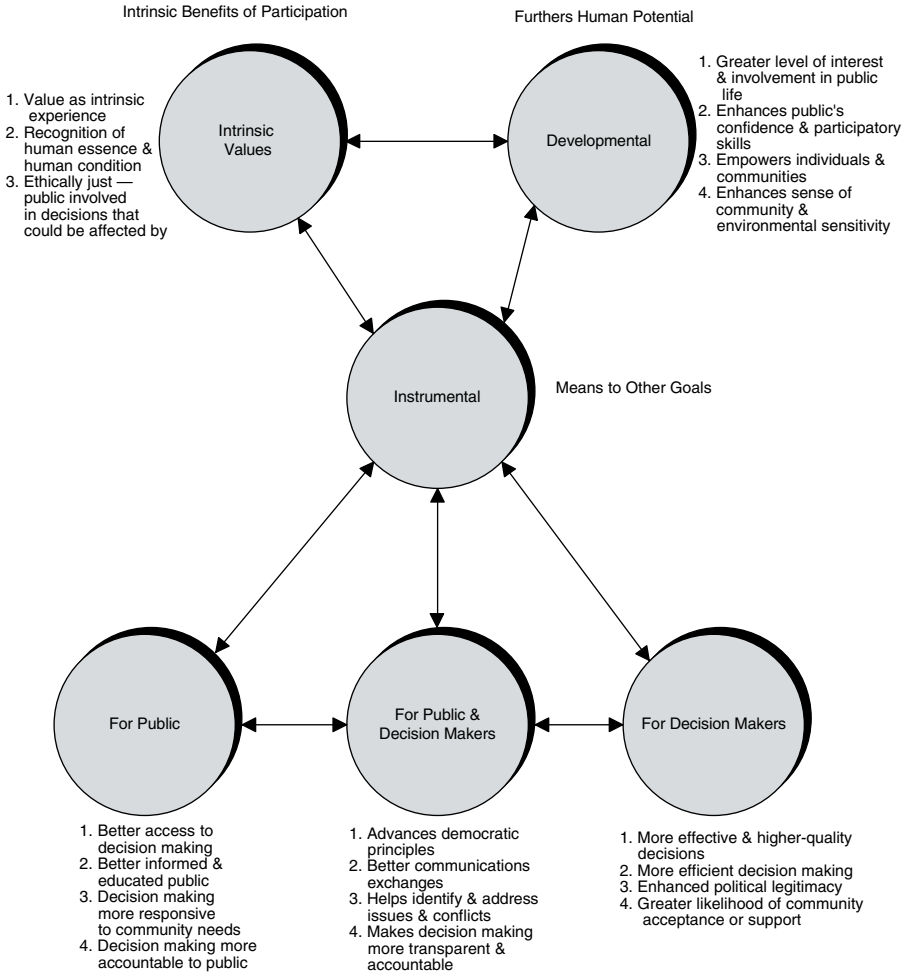 Intrinsic Benefits of Participation
Furthers Human Potential
1. Value as intrinsic
experience
2. Recognition of
human essence &
human condition
3. Ethically just —
public involved
in decisions that
could be affected by
Intrinsic
Values
Developmental
1. Greater level of interest
& involvement in public
life
2. Enhances public's
confidence & participatory
skills
3. Empowers individuals &
communities
4. Enhances sense of
community &
environmental sensitivity
Instrumental
Means to Other Goals
For Public
For Public &
Decision Makers
For Decision Makers
1. Better access to
decision making
2. Better informed &
educated public
3. Decision making
more responsive
to community needs
4. Decision making more
accountable to public
1. Advances democratic
principles
2. Better communications
exchanges
3. Helps identify & address
issues & conflicts
4. Makes decision making
more transparent &
accountable
1. More effective & higher-quality
decisions
2. More efficient decision making
3. Enhanced political legitimacy
4. Greater likelihood of community
acceptance or support